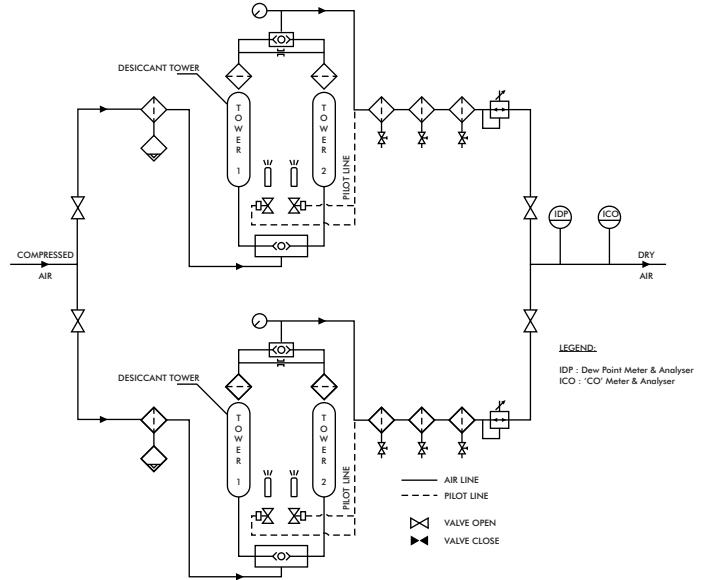 DESICCANT TOWER
TOWER 1
TOWER 2
PILOT LINE
COMPRESSED
AIR
IDP
ICO
DRY
AIR
LEGEND:
IDP : Dew Point Meter & Analyser
ICO : ‘CO’ Meter & Analyser
DESICCANT TOWER
TOWER 1
TOWER 2
PILOT LINE
AIR LINE
PILOT LINE
VALVE OPEN
VALVE CLOSE